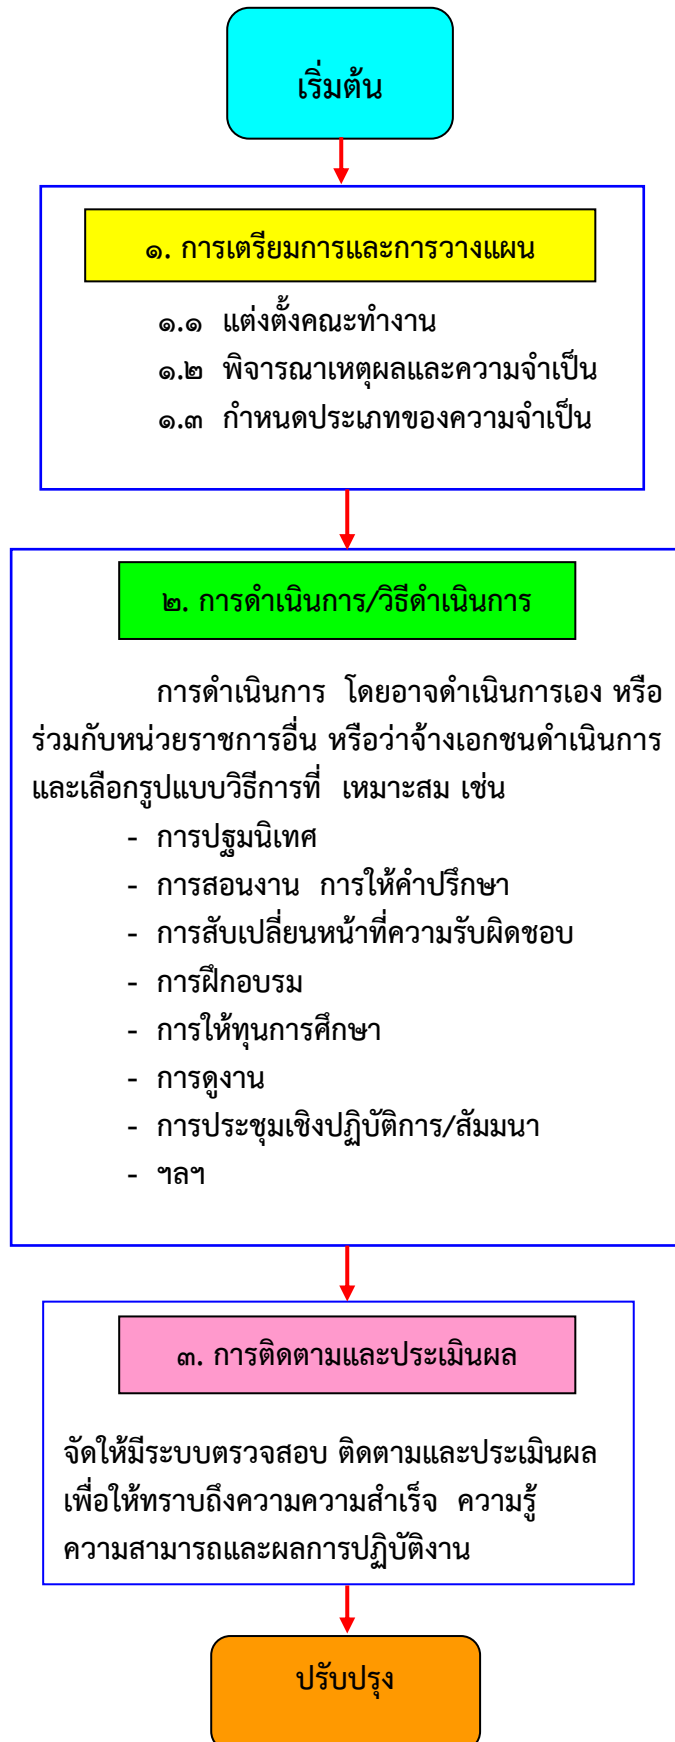 เริ่มต้น
๑. การเตรียมการและการวางแผน
๑.๑ แต่งตั้งคณะทำงาน
๑.๒ พิจารณาเหตุผลและความจำเป็น
๑.๓ กำหนดประเภทของความจำเป็น
๒. การดำเนินการ/วิธีดำเนินการ
การดำเนินการ โดยอาจดำเนินการเอง หรือ
ร่วมกับหน่วยราชการอื่น หรือว่าจ้างเอกชนดำเนินการ
และเลือกรูปแบบวิธีการที่ เหมาะสม เช่น
- การปฐมนิเทศ
- การสอนงาน การให้คำปรึกษา
- การสับเปลี่ยนหน้าที่ความรับผิดชอบ
- การฝึกอบรม
- การให้ทุนการศึกษา
- การดูงาน
- การประชุมเชิงปฏิบัติการ/สัมมนา
- ฯลฯ
๓. การติดตามและประเมินผล
จัดให้มีระบบตรวจสอบ ติดตามและประเมินผล
เพื่อให้ทราบถึงความความสำเร็จ ความรู้
ความสามารถและผลการปฏิบัติงาน
ปรับปรุง